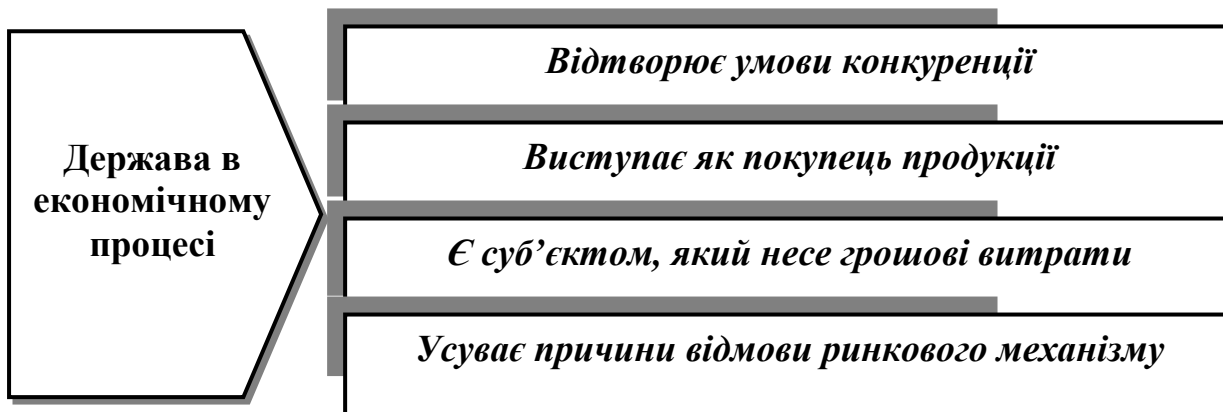 Держава в
економічному
процесі
Відтворює умови конкуренції
Виступає як покупець продукції
Є суб’єктом, який несе грошові витрати
Усуває причини відмови ринкового механізму